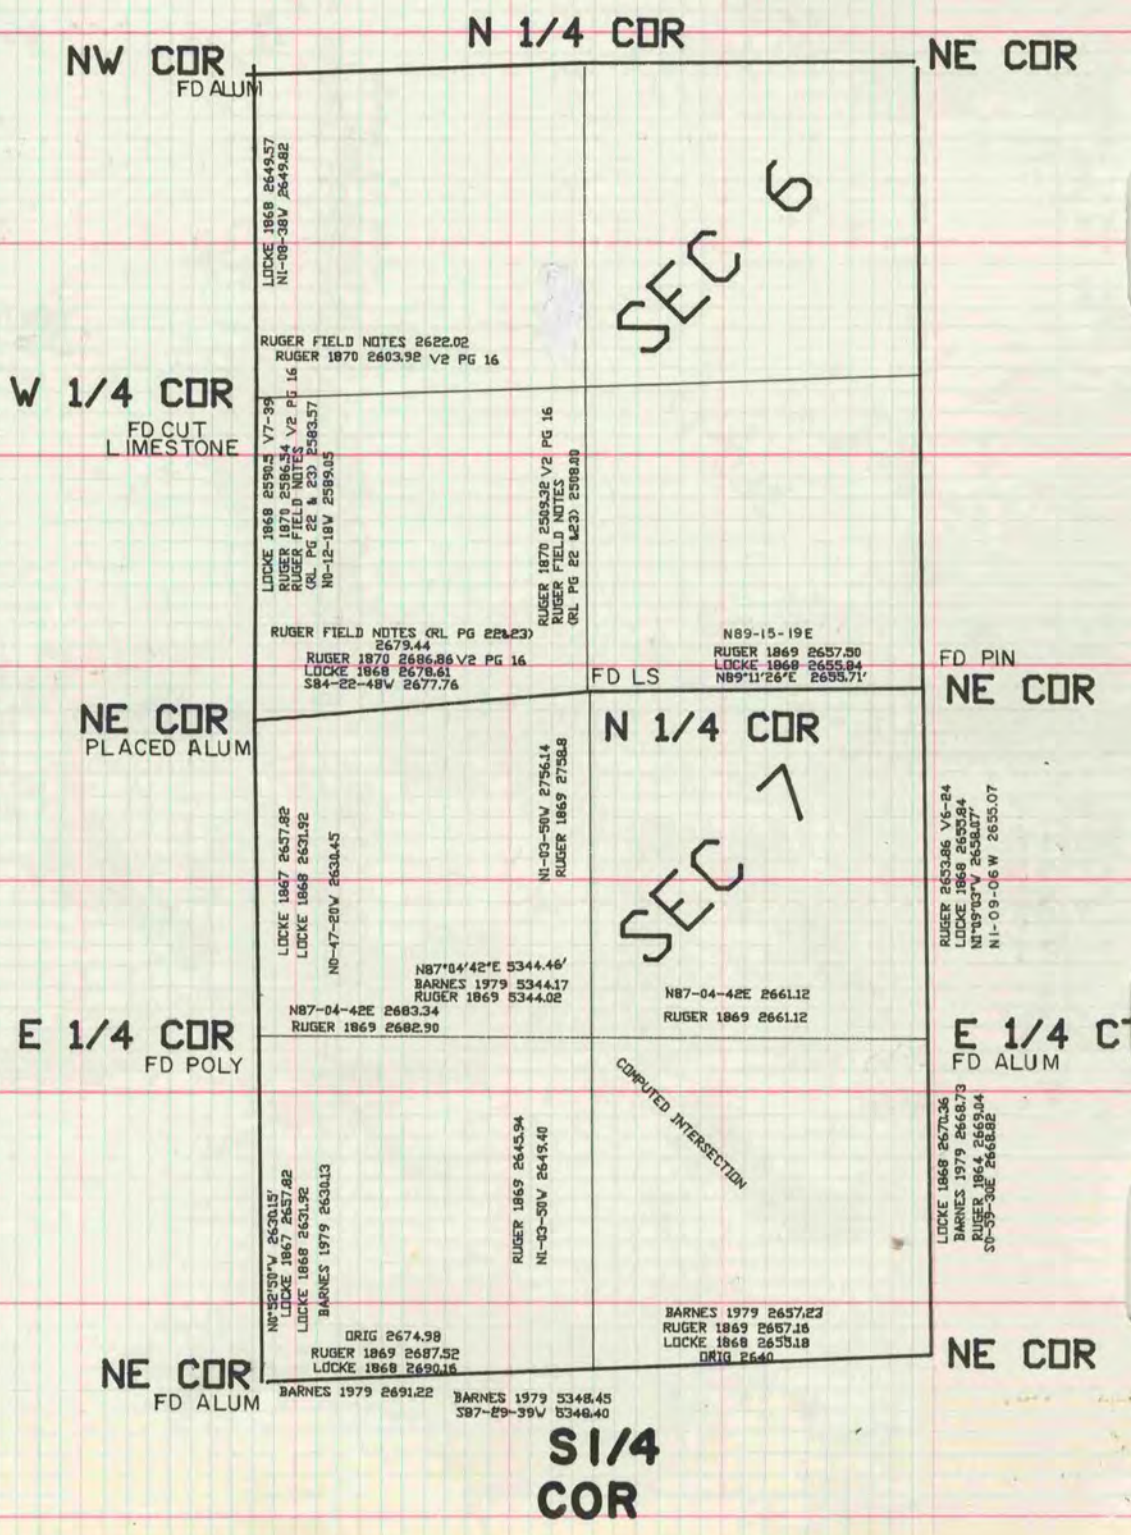 N 1/4 COR
NW COR
NE COR
FD ALUM
LOCKE 1868 2649.57
N1-08-38W 2649.82
SEC 6
RUGER FIELD NOTES 2622.02
RUGER 1870 2603.92 V2 PG 16
W 1/4 COR
FD CUT
LIMESTONE
LOCKE 1868 2590.5 V7-39
RUGER 1870 2586.54 V2 PG 16
RUGER FIELD NOTES
(RL PG 22 & 23) 2583.57
N0-12-18W 2589.05
RUGER 1870 2509.32 V2 PG 16
RUGER FIELD NOTES
(RL PG 22 &23) 2508.00
RUGER FIELD NOTES (RL PG 22&23)
2679.44
RUGER 1870 2686.86 V2 PG 16
LOCKE 1868 2678.61
S84-22-48W 2677.76
N89-15-19E
RUGER 1869 2657.50
LOCKE 1868 2655.84
N89°11'26"E 2655.71'
FD LS
FD PIN
NE COR
NE COR
PLACED ALUM
N 1/4 COR
SEC 7
LOCKE 1867 2657.82
LOCKE 1868 2631.92
N0-47-20W 2630.45
N1-03-50W 2756.14
RUGER 1869 2758.8
RUGER 2653.86 V6-24
LOCKE 1868 2655.84
N1°09'03"W 2658.07'
N1-09-06W 2655.07
N87°04'42"E 5344.46'
BARNES 1979 5344.17
RUGER 1869 5344.02
N87-04-42E 2683.34
RUGER 1869 2682.90
N87-04-42E 2661.12
RUGER 1869 2661.12
E 1/4 COR
FD POLY
E 1/4 C
FD ALUM
COMPUTED INTERSECTION
N0°52'50"W 2630.15'
LOCKE 1867 2657.82
LOCKE 1868 2631.92
BARNES 1979 2630.13
RUGER 1869 2645.94
N1-03-50W 2649.40
LOCKE 1868 2670.36
BARNES 1979 2668.73
RUGER 1864 2669.04
S0-59-30E 2668.82
ORIG 2674.98
RUGER 1869 2687.52
LOCKE 1868 2690.16
BARNES 1979 2657.23
RUGER 1869 2657.16
LOCKE 1868 2655.18
ORIG 2640
NE COR
FD ALUM
NE COR
BARNES 1979 2691.22
BARNES 1979 5348.45
S87-29-39W 5348.40
S1/4
COR